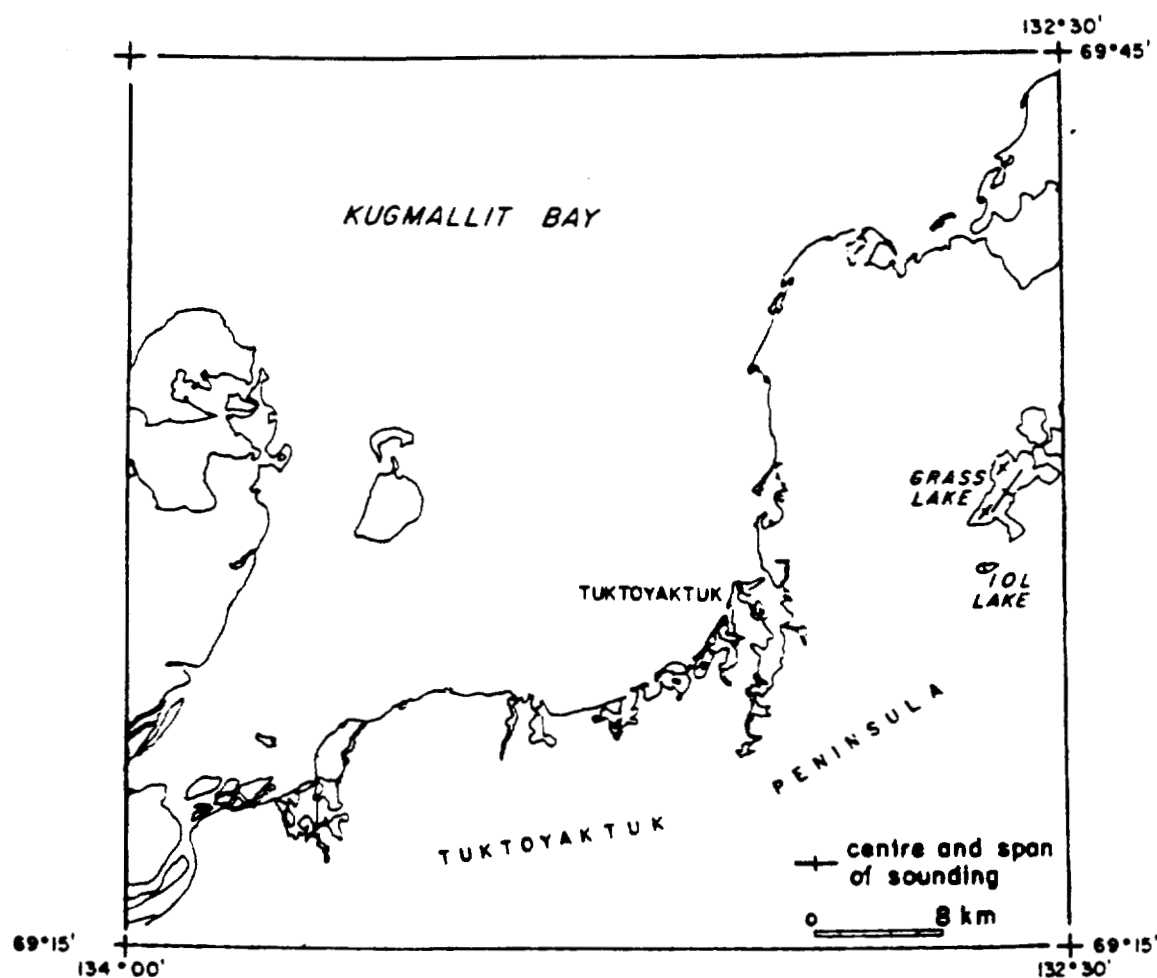 132°30'
69°45'
KUGMALLIT BAY
GRASS
LAKE
IOL
LAKE
TUKTOYAKTUK
PENINSULA
TUKTOYAKTUK
centre and span
of sounding
0 8 km
69°15'
69°15'
134°00'
132°30'